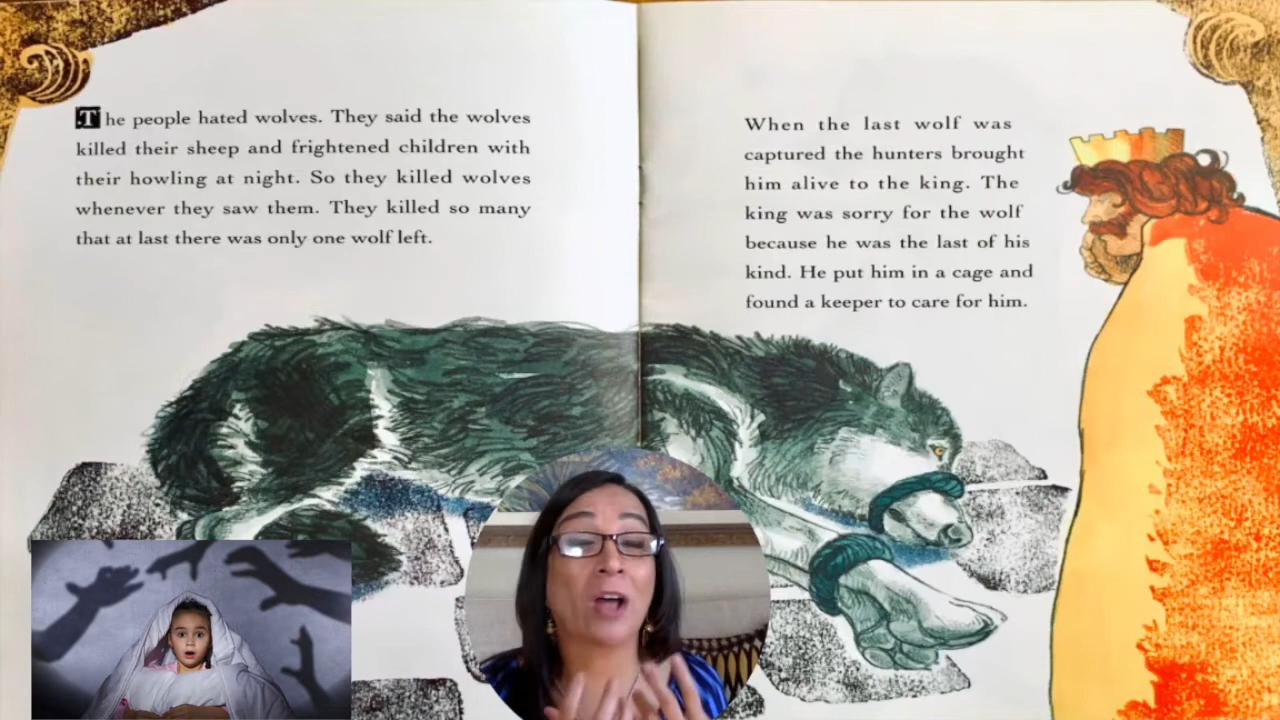 The people hated wolves. They said the wolves
killed their sheep and frightened children with
their howling at night. So they killed wolves
whenever they saw them. They killed so many
that at last there was only one wolf left.
When the last wolf was
captured the hunters brought
him alive to the king. The
king was sorry for the wolf
because he was the last of his
kind. He put him in a cage and
found a keeper to care for him.